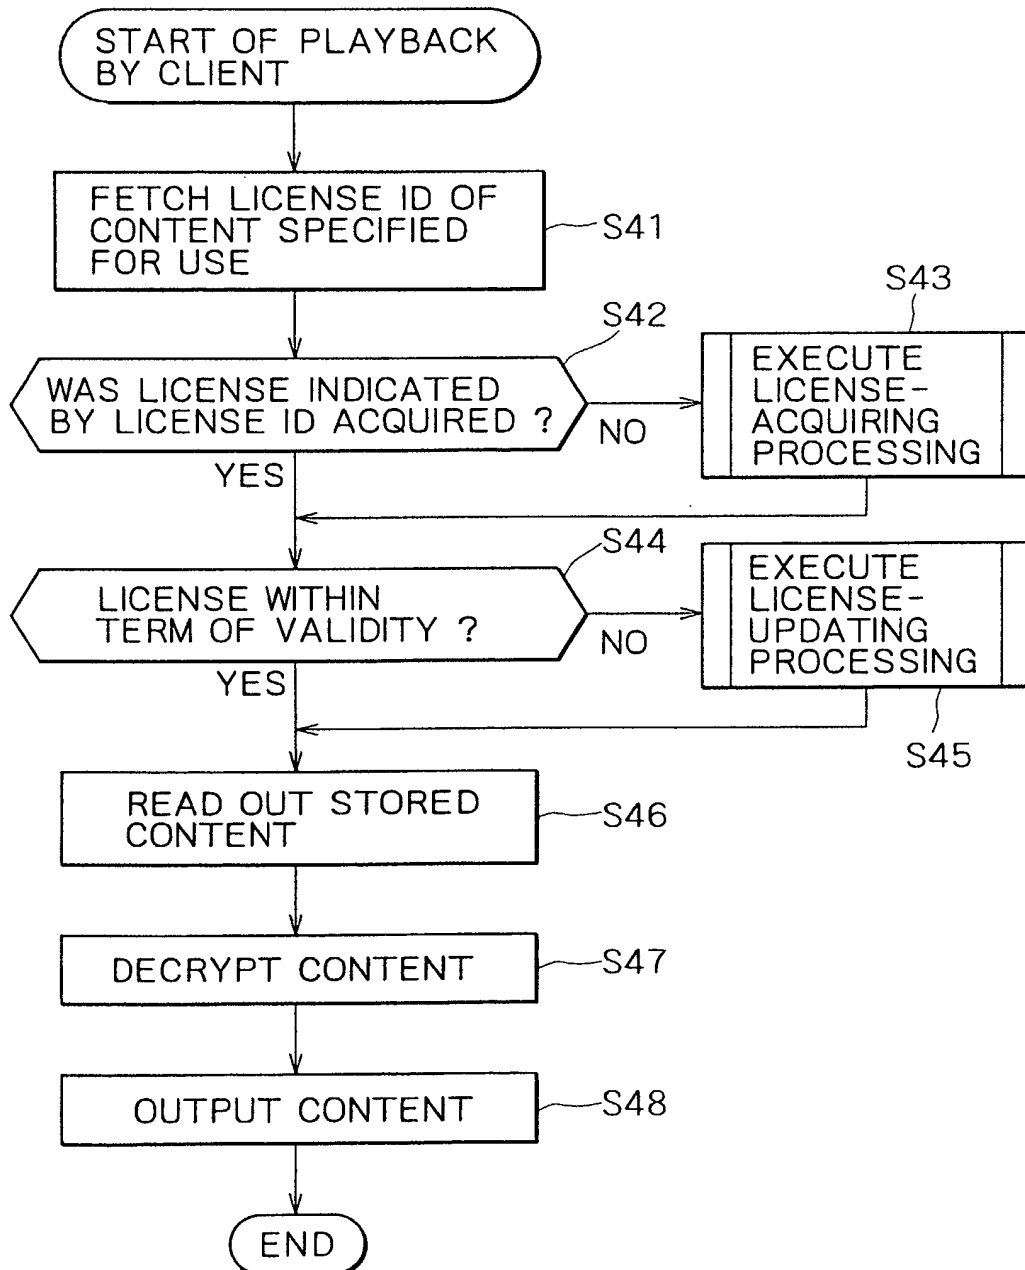 START OF PLAYBACK
BY CLIENT
FETCH LICENSE ID OF
CONTENT SPECIFIED
FOR USE
S41
S42
WAS LICENSE INDICATED
BY LICENSE ID ACQUIRED ?
NO
YES
S43
EXECUTE
LICENSE-
ACQUIRING
PROCESSING
S44
LICENSE WITHIN
TERM OF VALIDITY ?
NO
YES
EXECUTE
LICENSE-
UPDATING
PROCESSING
S45
READ OUT STORED
CONTENT
S46
DECRYPT CONTENT
S47
OUTPUT CONTENT
S48
END